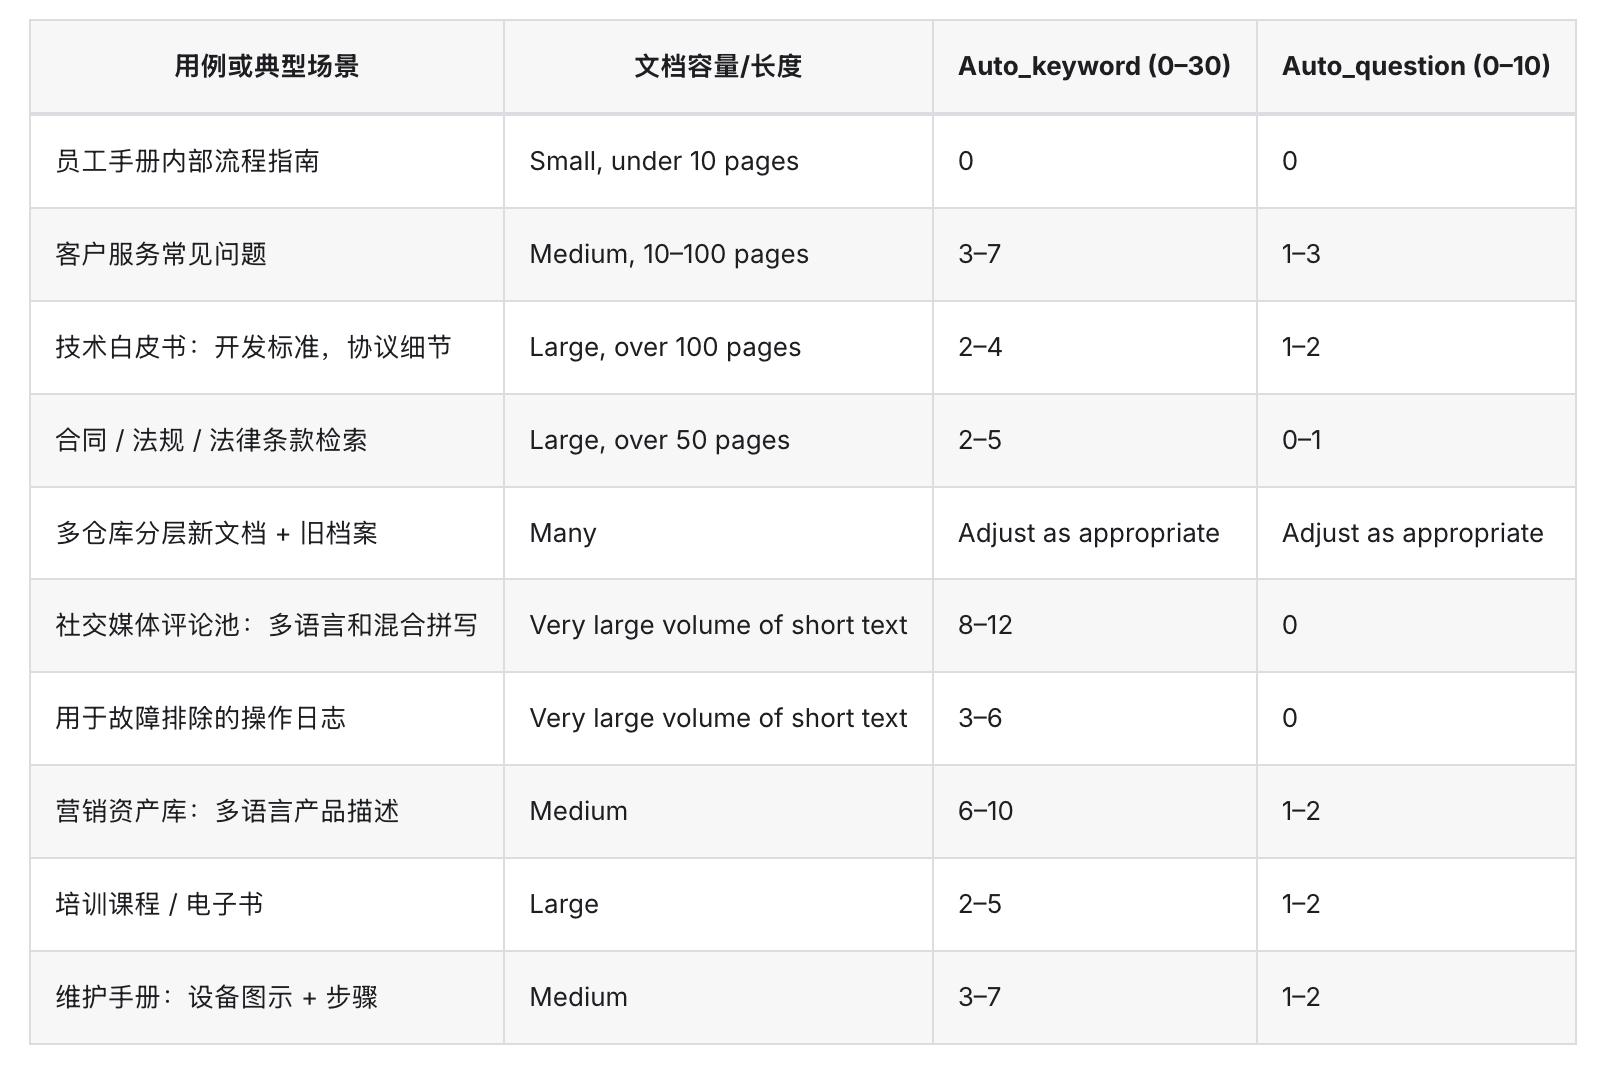 用例或典型场景 文档容量/长度 Auto_keyword (0–30) Auto_question (0–10)
员工手册内部流程指南 Small, under 10 pages 0 0
客户服务常见问题 Medium, 10–100 pages 3–7 1–3
技术白皮书：开发标准，协议细节 Large, over 100 pages 2–4 1–2
合同 / 法规 / 法律条款检索 Large, over 50 pages 2–5 0–1
多仓库分层新文档 + 旧档案 Many Adjust as appropriate Adjust as appropriate
社交媒体评论池：多语言和混合拼写 Very large volume of short text 8–12 0
用于故障排除的操作日志 Very large volume of short text 3–6 0
营销资产库：多语言产品描述 Medium 6–10 1–2
培训课程 / 电子书 Large 2–5 1–2
维护手册：设备图示 + 步骤 Medium 3–7 1–2